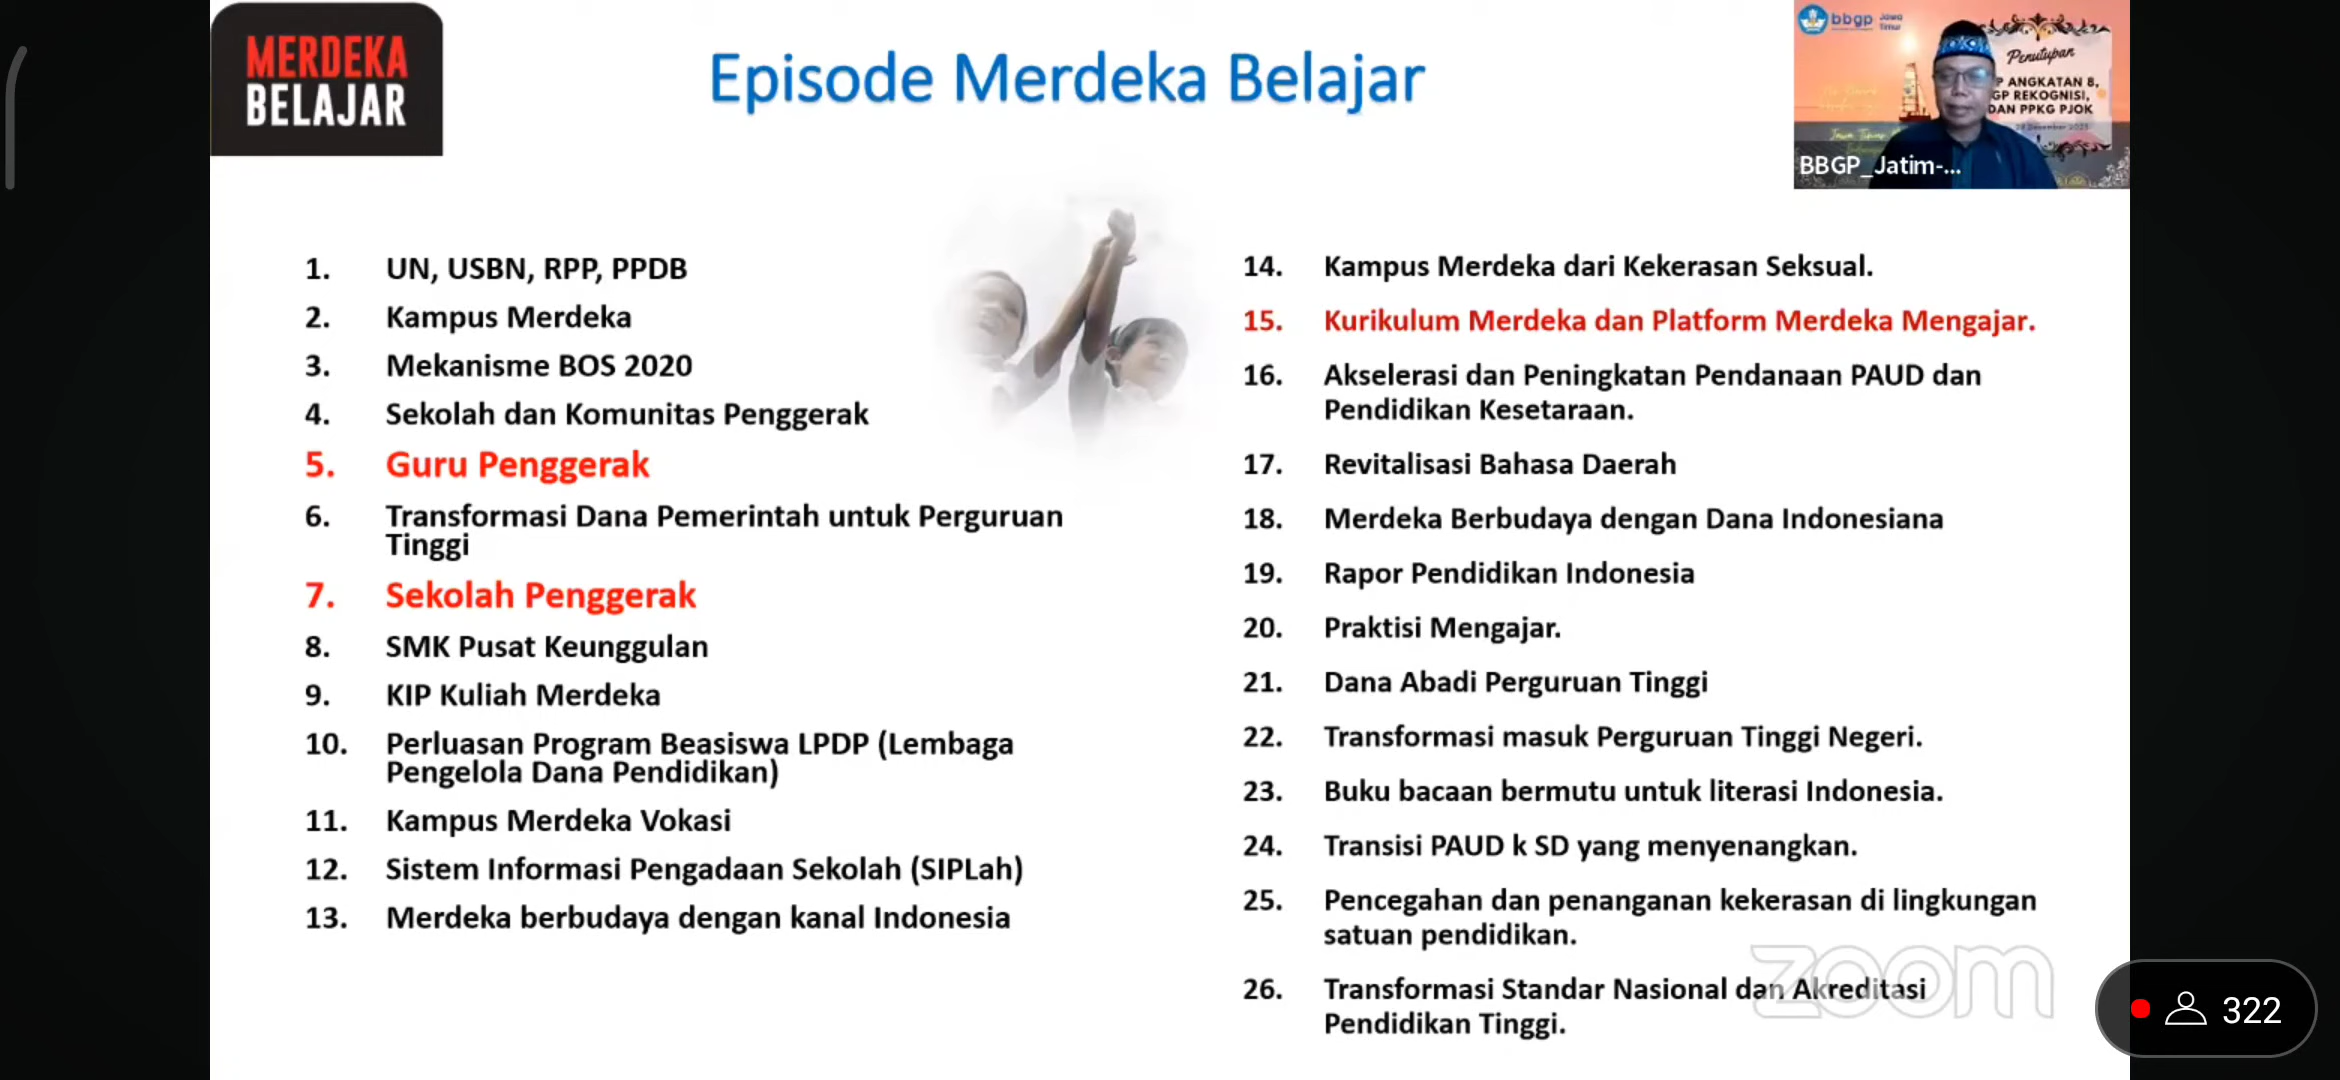 MERDEKA
BELAJAR
Episode Merdeka Belajar
bbgp Jawa
Timur
Penutupan
P ANGKATAN 8,
GP REKOGNISI,
DAN PPKG PJOK
BBGP_Jatim-...
1. UN, USBN, RPP, PPDB
2. Kampus Merdeka
3. Mekanisme BOS 2020
4. Sekolah dan Komunitas Penggerak
5. Guru Penggerak
6. Transformasi Dana Pemerintah untuk Perguruan
Tinggi
7. Sekolah Penggerak
8. SMK Pusat Keunggulan
9. KIP Kuliah Merdeka
10. Perluasan Program Beasiswa LPDP (Lembaga
Pengelola Dana Pendidikan)
11. Kampus Merdeka Vokasi
12. Sistem Informasi Pengadaan Sekolah (SIPLah)
13. Merdeka berbudaya dengan kanal Indonesia
14. Kampus Merdeka dari Kekerasan Seksual.
15. Kurikulum Merdeka dan Platform Merdeka Mengajar.
16. Akselerasi dan Peningkatan Pendanaan PAUD dan
Pendidikan Kesetaraan.
17. Revitalisasi Bahasa Daerah
18. Merdeka Berbudaya dengan Dana Indonesiana
19. Rapor Pendidikan Indonesia
20. Praktisi Mengajar.
21. Dana Abadi Perguruan Tinggi
22. Transformasi masuk Perguruan Tinggi Negeri.
23. Buku bacaan bermutu untuk literasi Indonesia.
24. Transisi PAUD k SD yang menyenangkan.
25. Pencegahan dan penanganan kekerasan di lingkungan
satuan pendidikan.
26. Transformasi Standar Nasional dan Akreditasi
Pendidikan Tinggi.
zoom
322